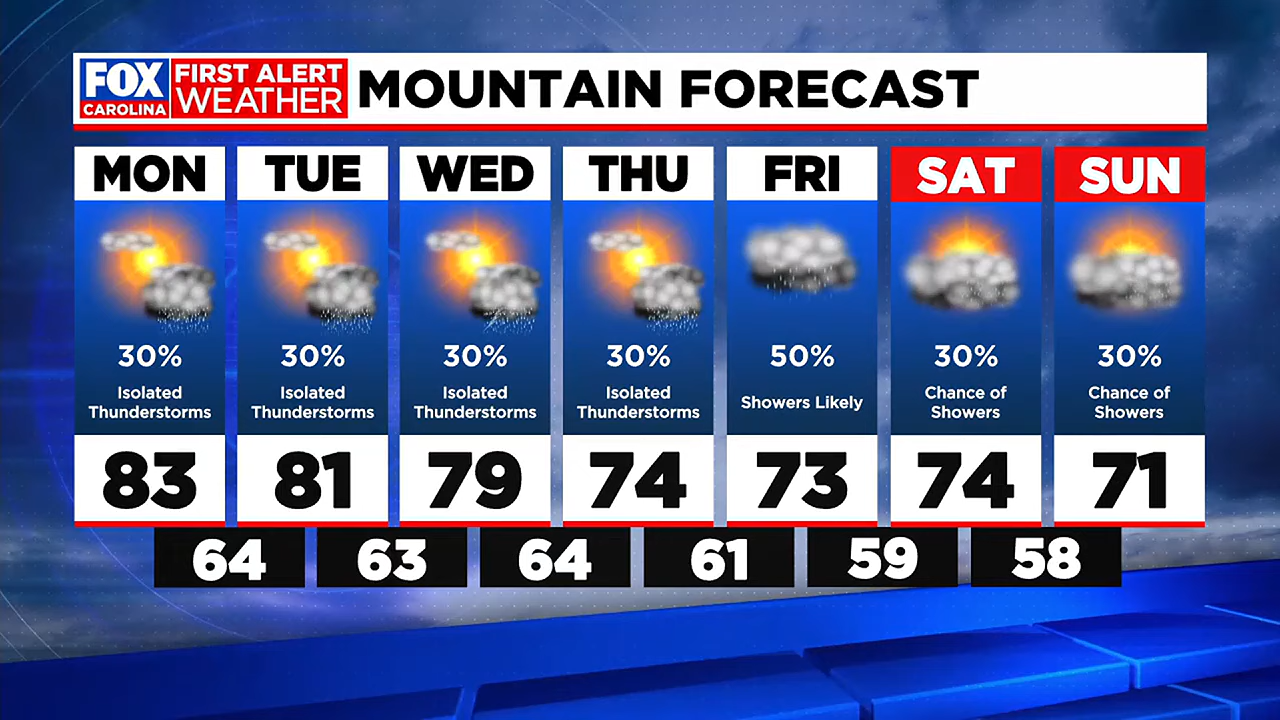 FOX
CAROLINA
FIRST ALERT
WEATHER
MOUNTAIN FORECAST
MON TUE WED THU FRI SAT SUN
30% 30% 30% 30% 50% 30% 30%
Isolated Thunderstorms
Isolated Thunderstorms
Isolated Thunderstorms
Isolated Thunderstorms
Showers Likely
Chance of Showers
Chance of Showers
83 81 79 74 73 74 71
64 63 64 61 59 58